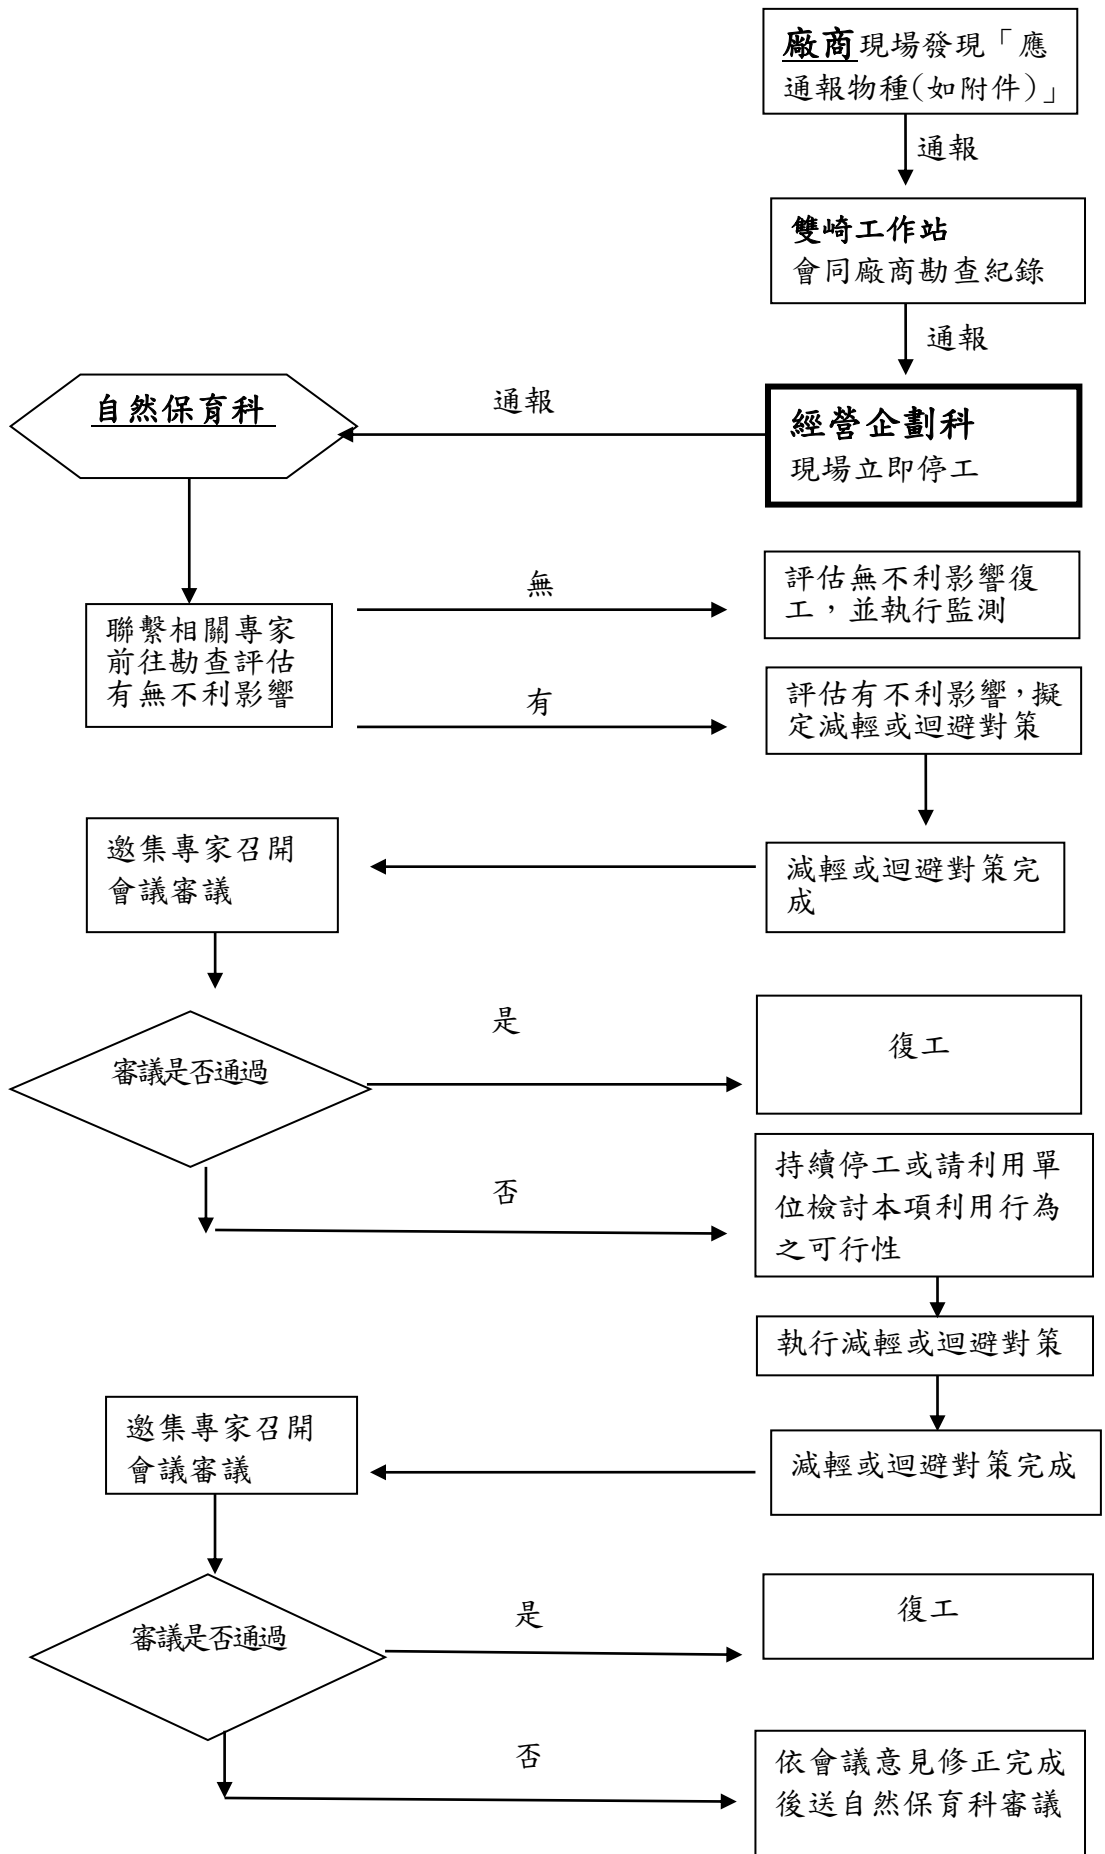 廠商現場發現「應
通報物種(如附件)」
通報
雙崎工作站
會同廠商勘查紀錄
通報
經營企劃科
現場立即停工
通報
自然保育科
聯繫相關專家
前往勘查評估
有無不利影響
無
評估無不利影響復
工，並執行監測
有
評估有不利影響，擬
定減輕或迴避對策
減輕或迴避對策完
成
邀集專家召開
會議審議
審議是否通過
是
復工
否
持續停工或請利用單
位檢討本項利用行為
之可行性
執行減輕或迴避對策
減輕或迴避對策完成
邀集專家召開
會議審議
審議是否通過
是
復工
否
依會議意見修正完成
後送自然保育科審議